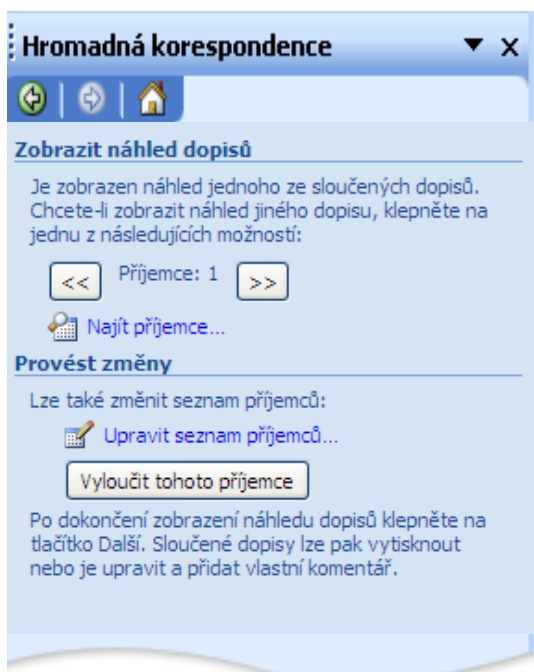 Hromadná korespondence
Zobrazit náhled dopisů
Je zobrazen náhled jednoho ze sloučených dopisů.
Chcete-li zobrazit náhled jiného dopisu, klepněte na
jednu z následujících možností:
<< Příjemce: 1 >>
Najít příjemce...
Provést změny
Lze také změnit seznam příjemců:
Upravit seznam příjemců...
Vyloučit tohoto příjemce
Po dokončení zobrazení náhledu dopisů klepněte na
tlačítko Další. Sloučené dopisy lze pak vytisknout
nebo je upravit a přidat vlastní komentář.